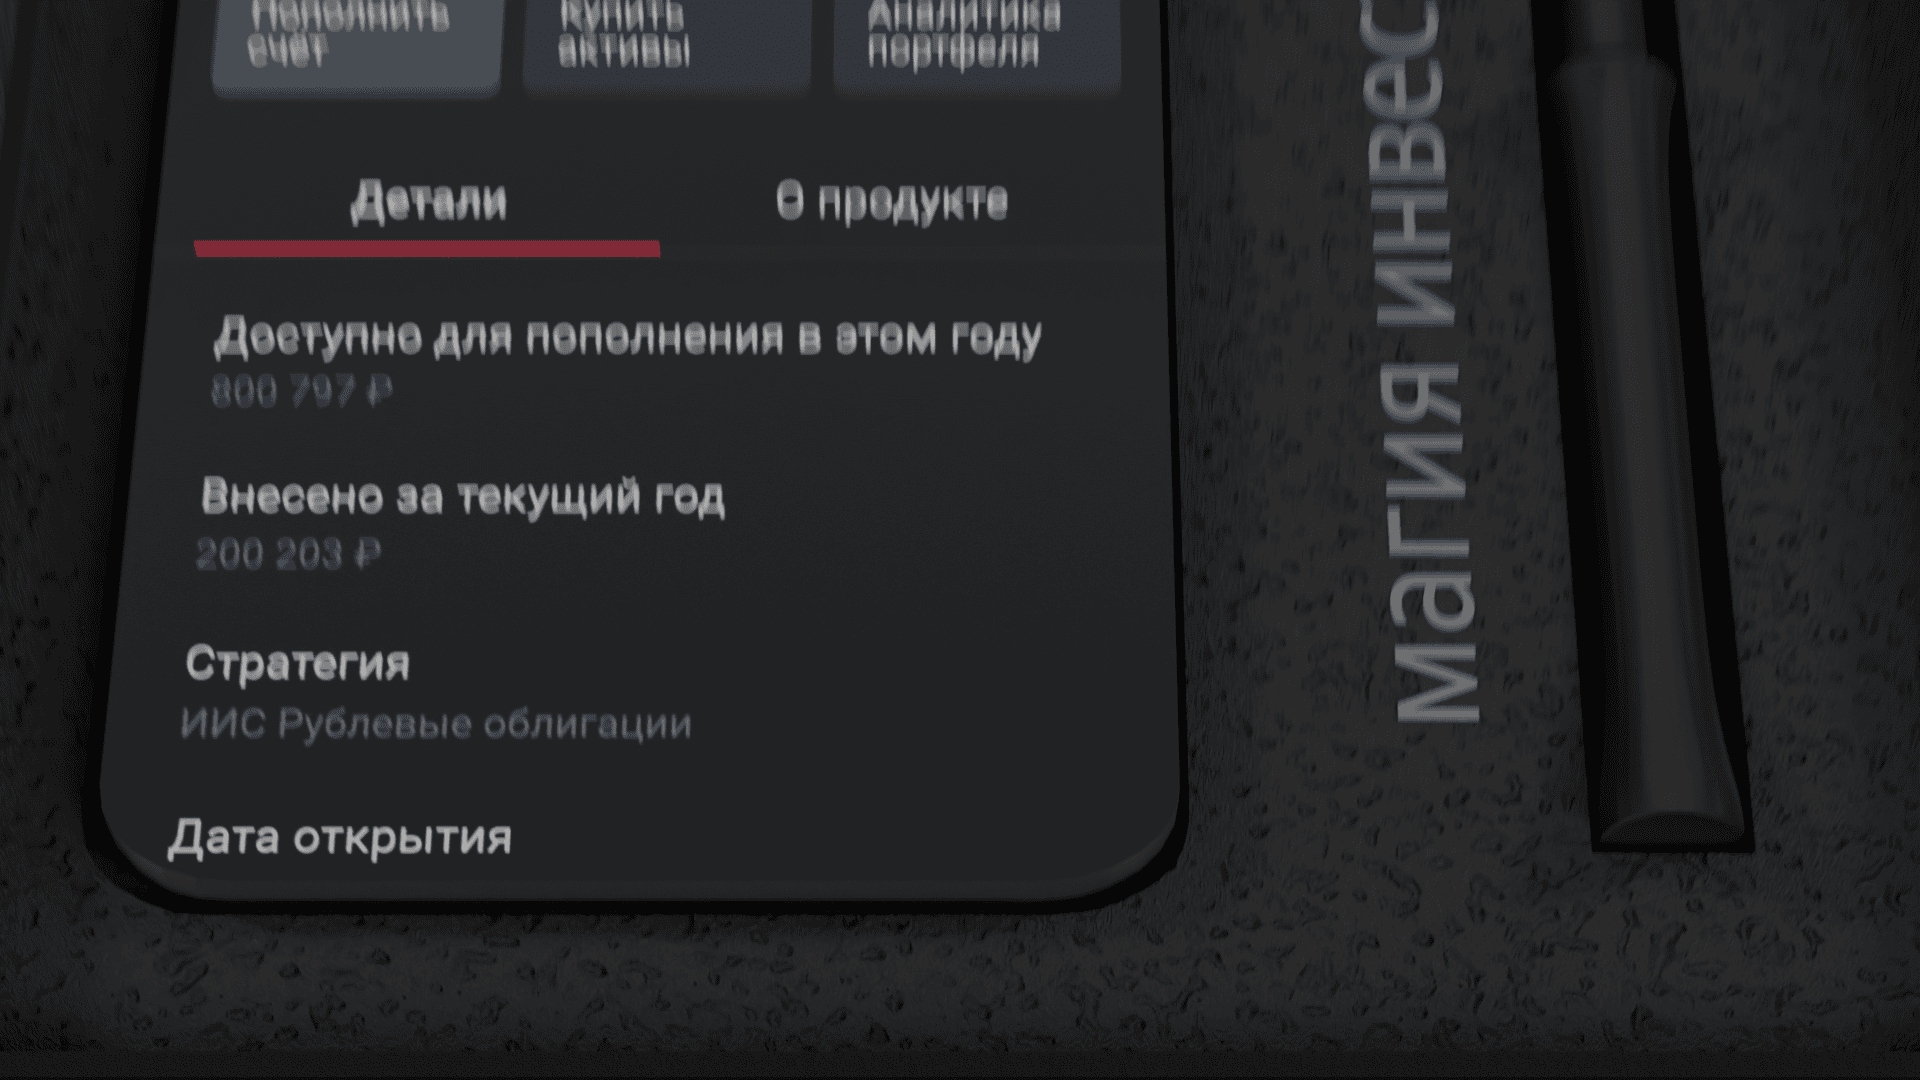 Пополнить
счёт
Купить
активы
Аналитика
портфеля
Детали
О продукте
Доступно для пополнения в этом году
800 797 ₽
Внесено за текущий год
200 203 ₽
Стратегия
ИИС Рублевые облигации
Дата открытия
магия инвес